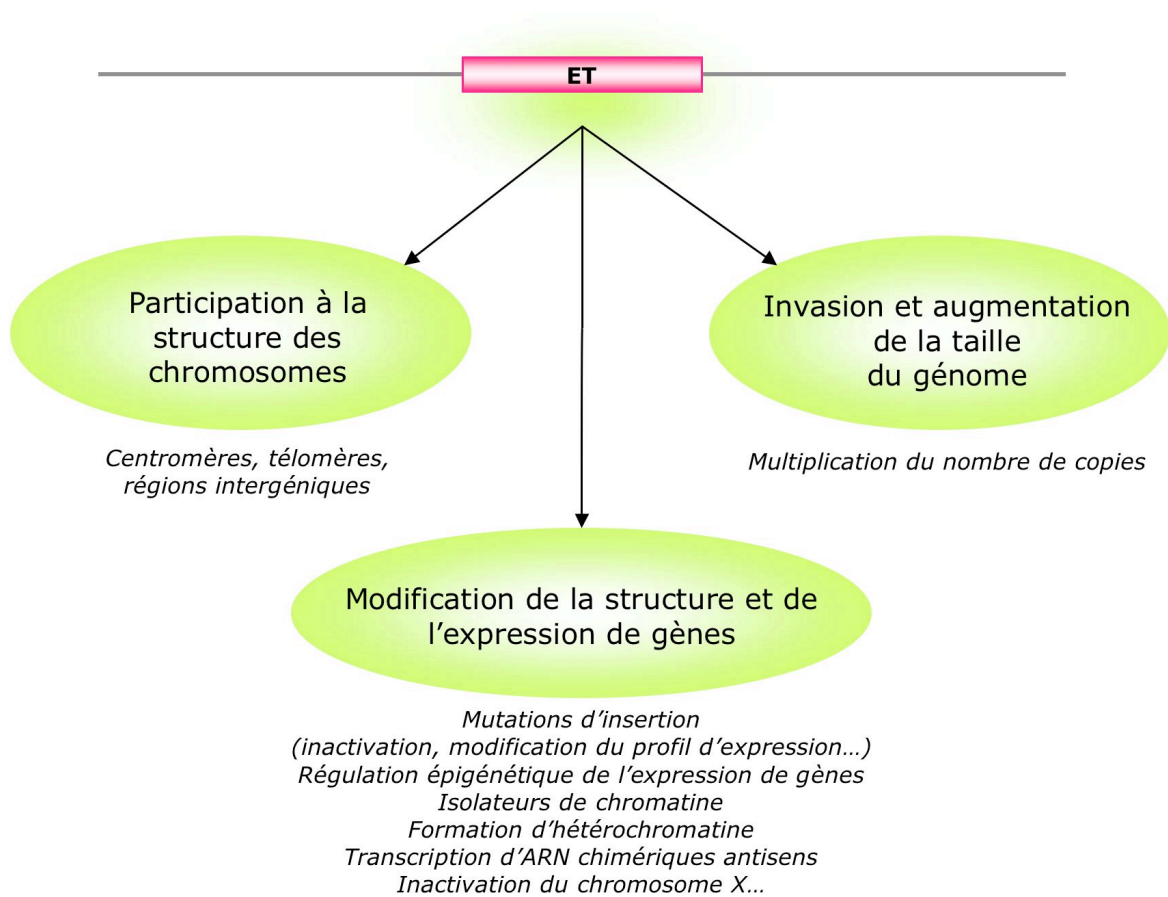 ET
Participation à la
structure des
chromosomes
Centromères, télomères,
régions intergéniques
Invasion et augmentation
de la taille
du génome
Multiplication du nombre de copies
Modification de la structure et de
l’expression de gènes
Mutations d’insertion
(inactivation, modification du profil d’expression…)
Régulation épigénétique de l’expression de gènes
Isolateurs de chromatine
Formation d’hétérochromatine
Transcription d’ARN chimériques antisens
Inactivation du chromosome X…